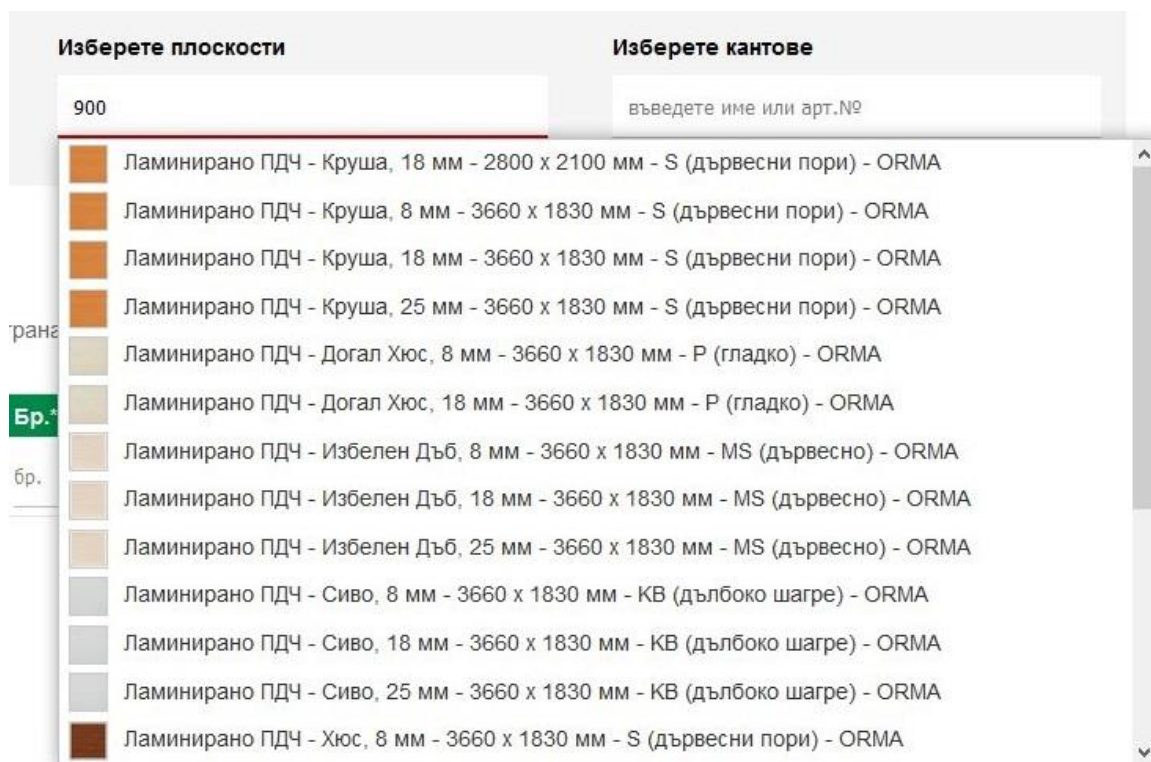 Изберете плоскости
Изберете кантове
900
въведете име или арт.№
Ламинирано ПДЧ - Круша, 18 мм - 2800 x 2100 мм - S (дървесни пори) - ORMA
Ламинирано ПДЧ - Круша, 8 мм - 3660 x 1830 мм - S (дървесни пори) - ORMA
Ламинирано ПДЧ - Круша, 18 мм - 3660 x 1830 мм - S (дървесни пори) - ORMA
Ламинирано ПДЧ - Круша, 25 мм - 3660 x 1830 мм - S (дървесни пори) - ORMA
рана
Ламинирано ПДЧ - Догал Хюс, 8 мм - 3660 x 1830 мм - P (гладко) - ORMA
Ламинирано ПДЧ - Догал Хюс, 18 мм - 3660 x 1830 мм - P (гладко) - ORMA
Бр.*
Ламинирано ПДЧ - Избелен Дъб, 8 мм - 3660 x 1830 мм - MS (дървесно) - ORMA
бр.
Ламинирано ПДЧ - Избелен Дъб, 18 мм - 3660 x 1830 мм - MS (дървесно) - ORMA
Ламинирано ПДЧ - Избелен Дъб, 25 мм - 3660 x 1830 мм - MS (дървесно) - ORMA
Ламинирано ПДЧ - Сиво, 8 мм - 3660 x 1830 мм - KB (дълбоко шагре) - ORMA
Ламинирано ПДЧ - Сиво, 18 мм - 3660 x 1830 мм - KB (дълбоко шагре) - ORMA
Ламинирано ПДЧ - Сиво, 25 мм - 3660 x 1830 мм - KB (дълбоко шагре) - ORMA
Ламинирано ПДЧ - Хюс, 8 мм - 3660 x 1830 мм - S (дървесни пори) - ORMA